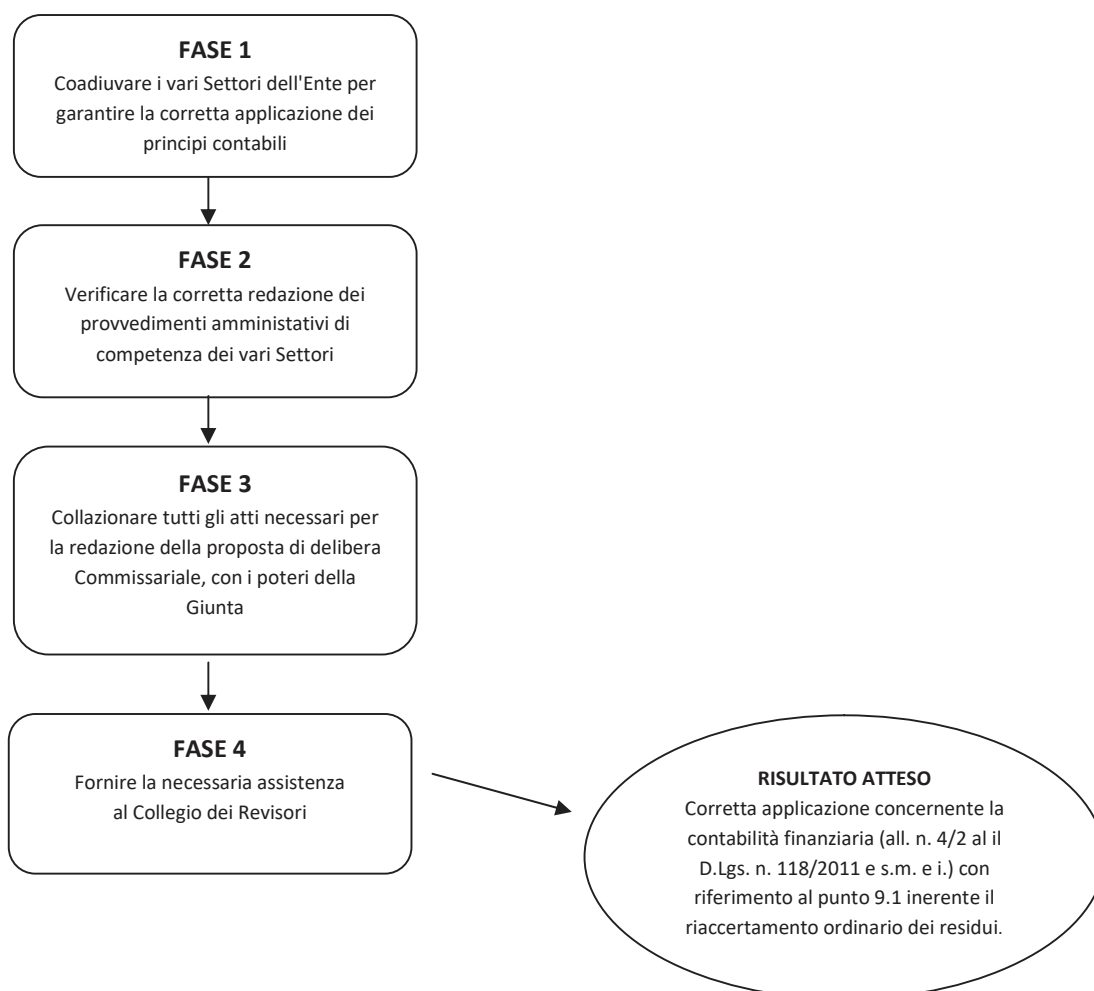 FASE 1
Coadiuvare i vari Settori dell'Ente per
garantire la corretta applicazione dei
principi contabili
FASE 2
Verificare la corretta redazione dei
provvedimenti amministativi di
competenza dei vari Settori
FASE 3
Collazionare tutti gli atti necessari per
la redazione della proposta di delibera
Commissariale, con i poteri della
Giunta
FASE 4
Fornire la necessaria assistenza
al Collegio dei Revisori
RISULTATO ATTESO
Corretta applicazione concernente la
contabilità finanziaria (all. n. 4/2 al il
D.Lgs. n. 118/2011 e s.m. e i.) con
riferimento al punto 9.1 inerente il
riaccertamento ordinario dei residui.